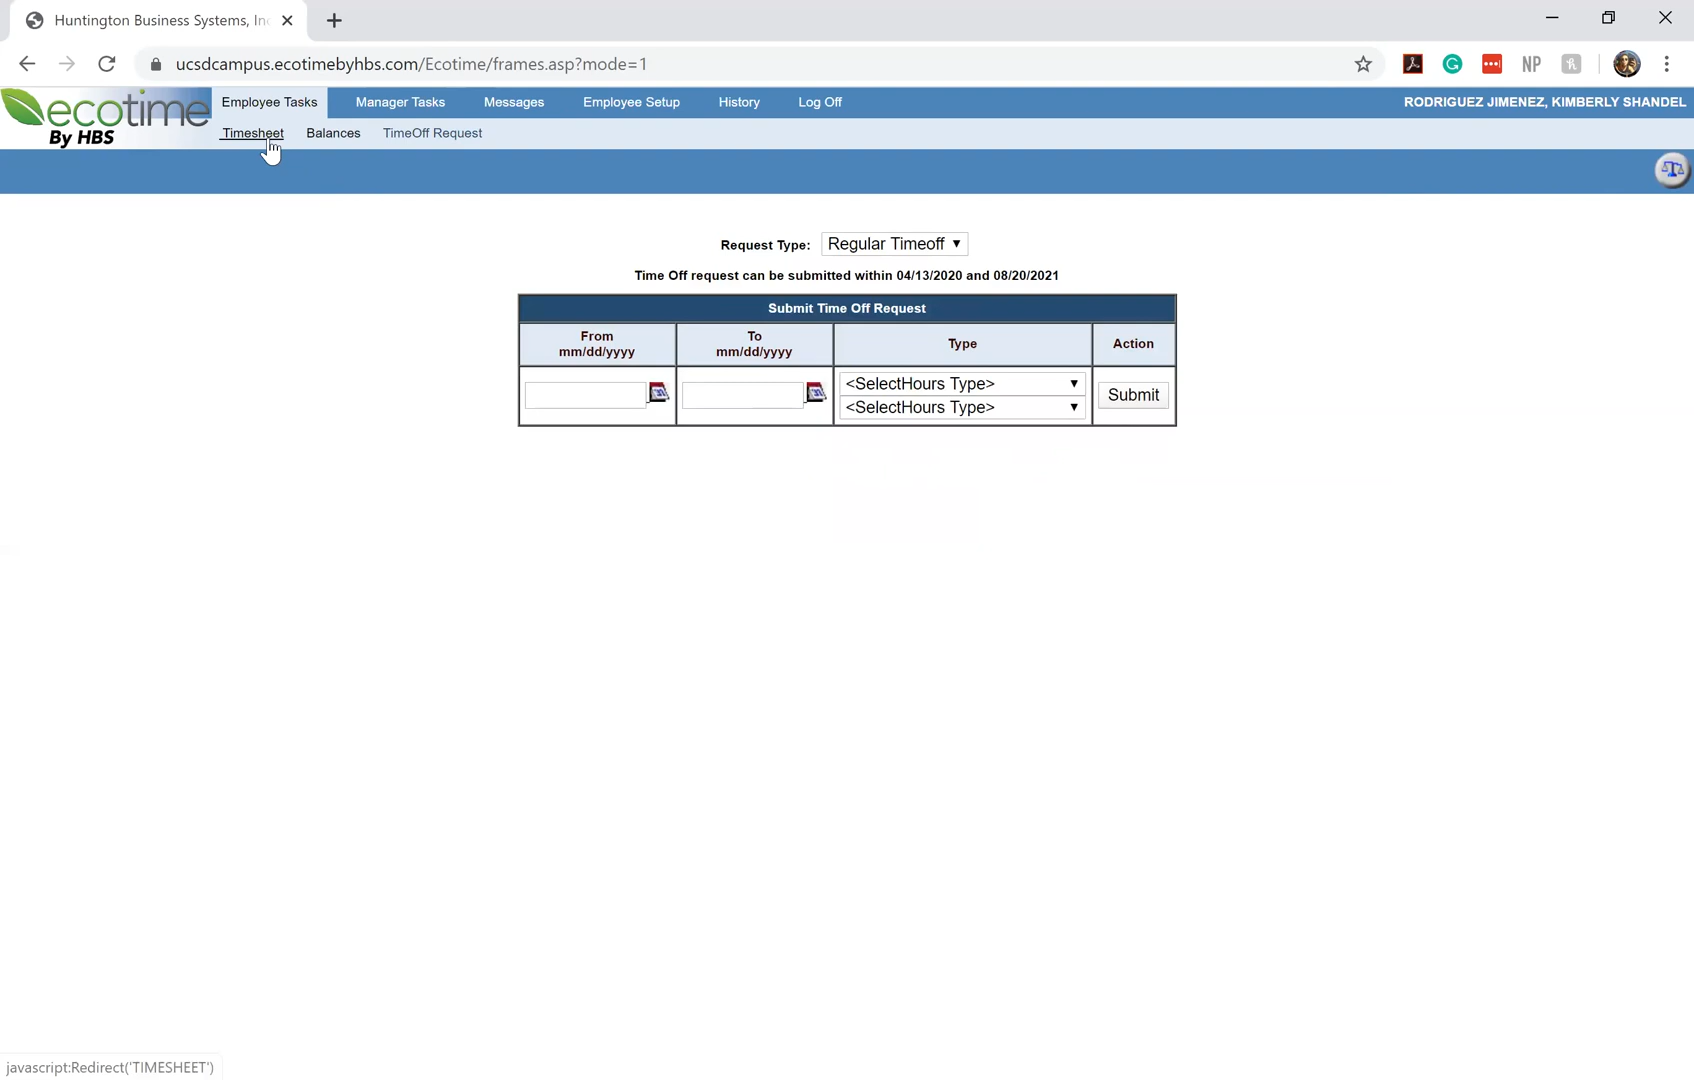 Huntington Business Systems, In
ucsdcampus.ecotimebyhbs.com/Ecotime/frames.asp?mode=1
NP
ecotime
By HBS
Employee Tasks Manager Tasks Messages Employee Setup History Log Off
RODRIGUEZ JIMENEZ, KIMBERLY SHANDEL
Timesheet Balances TimeOff Request
Request Type: Regular Timeoff
Time Off request can be submitted within 04/13/2020 and 08/20/2021
Submit Time Off Request
From
mm/dd/yyyy
To
mm/dd/yyyy
Type
Action
<SelectHours Type>
<SelectHours Type>
Submit
javascript:Redirect('TIMESHEET')